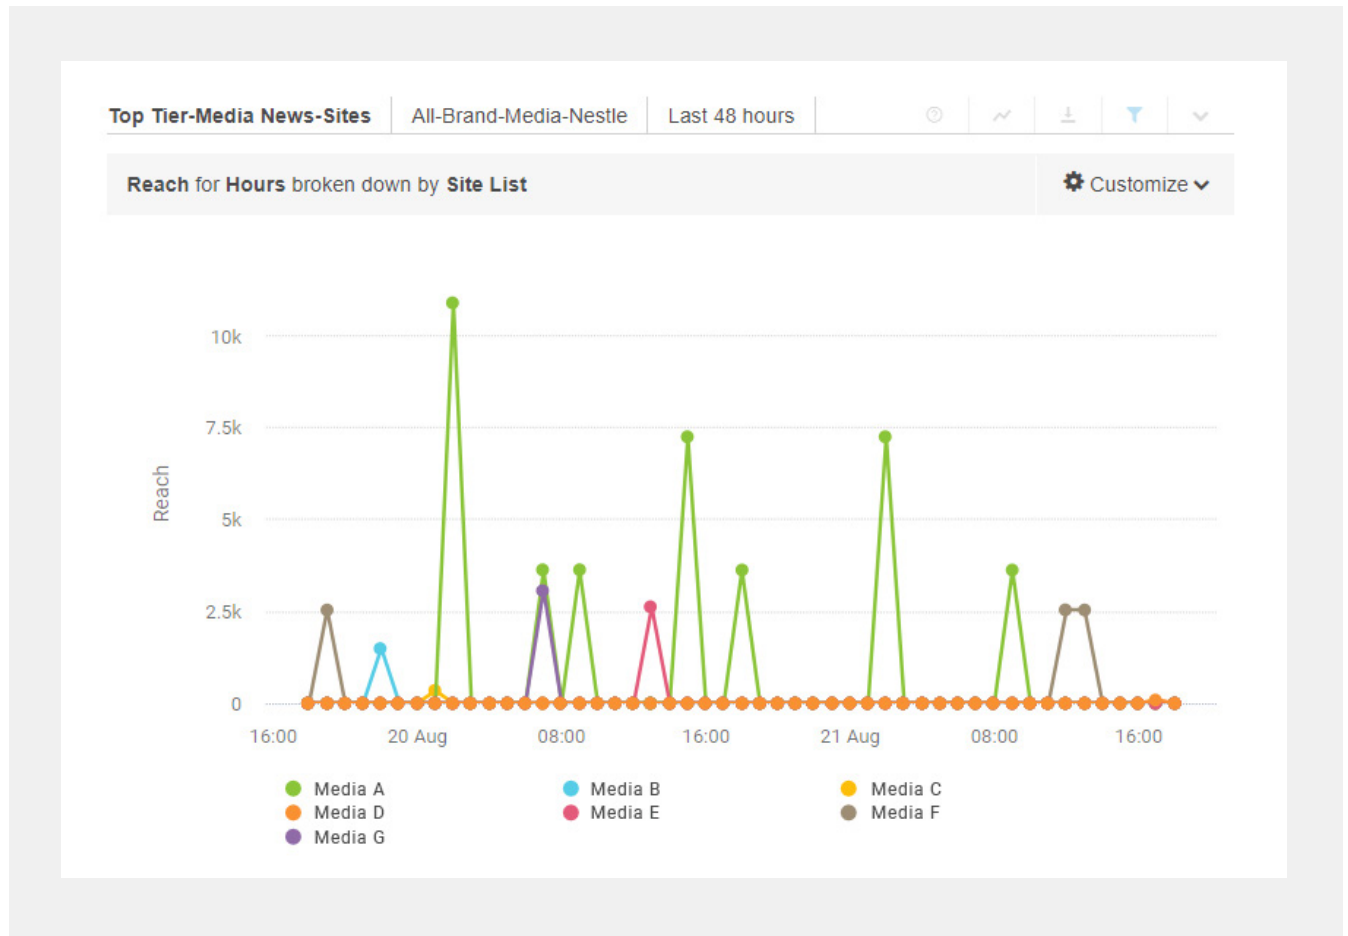 Top Tier-Media News-Sites All-Brand-Media-Nestle Last 48 hours
Reach for Hours broken down by Site List Customize
10k
7.5k
5k
2.5k
0
Reach
16:00 20 Aug 08:00 16:00 21 Aug 08:00 16:00
Media A Media B Media C
Media D Media E Media F
Media G